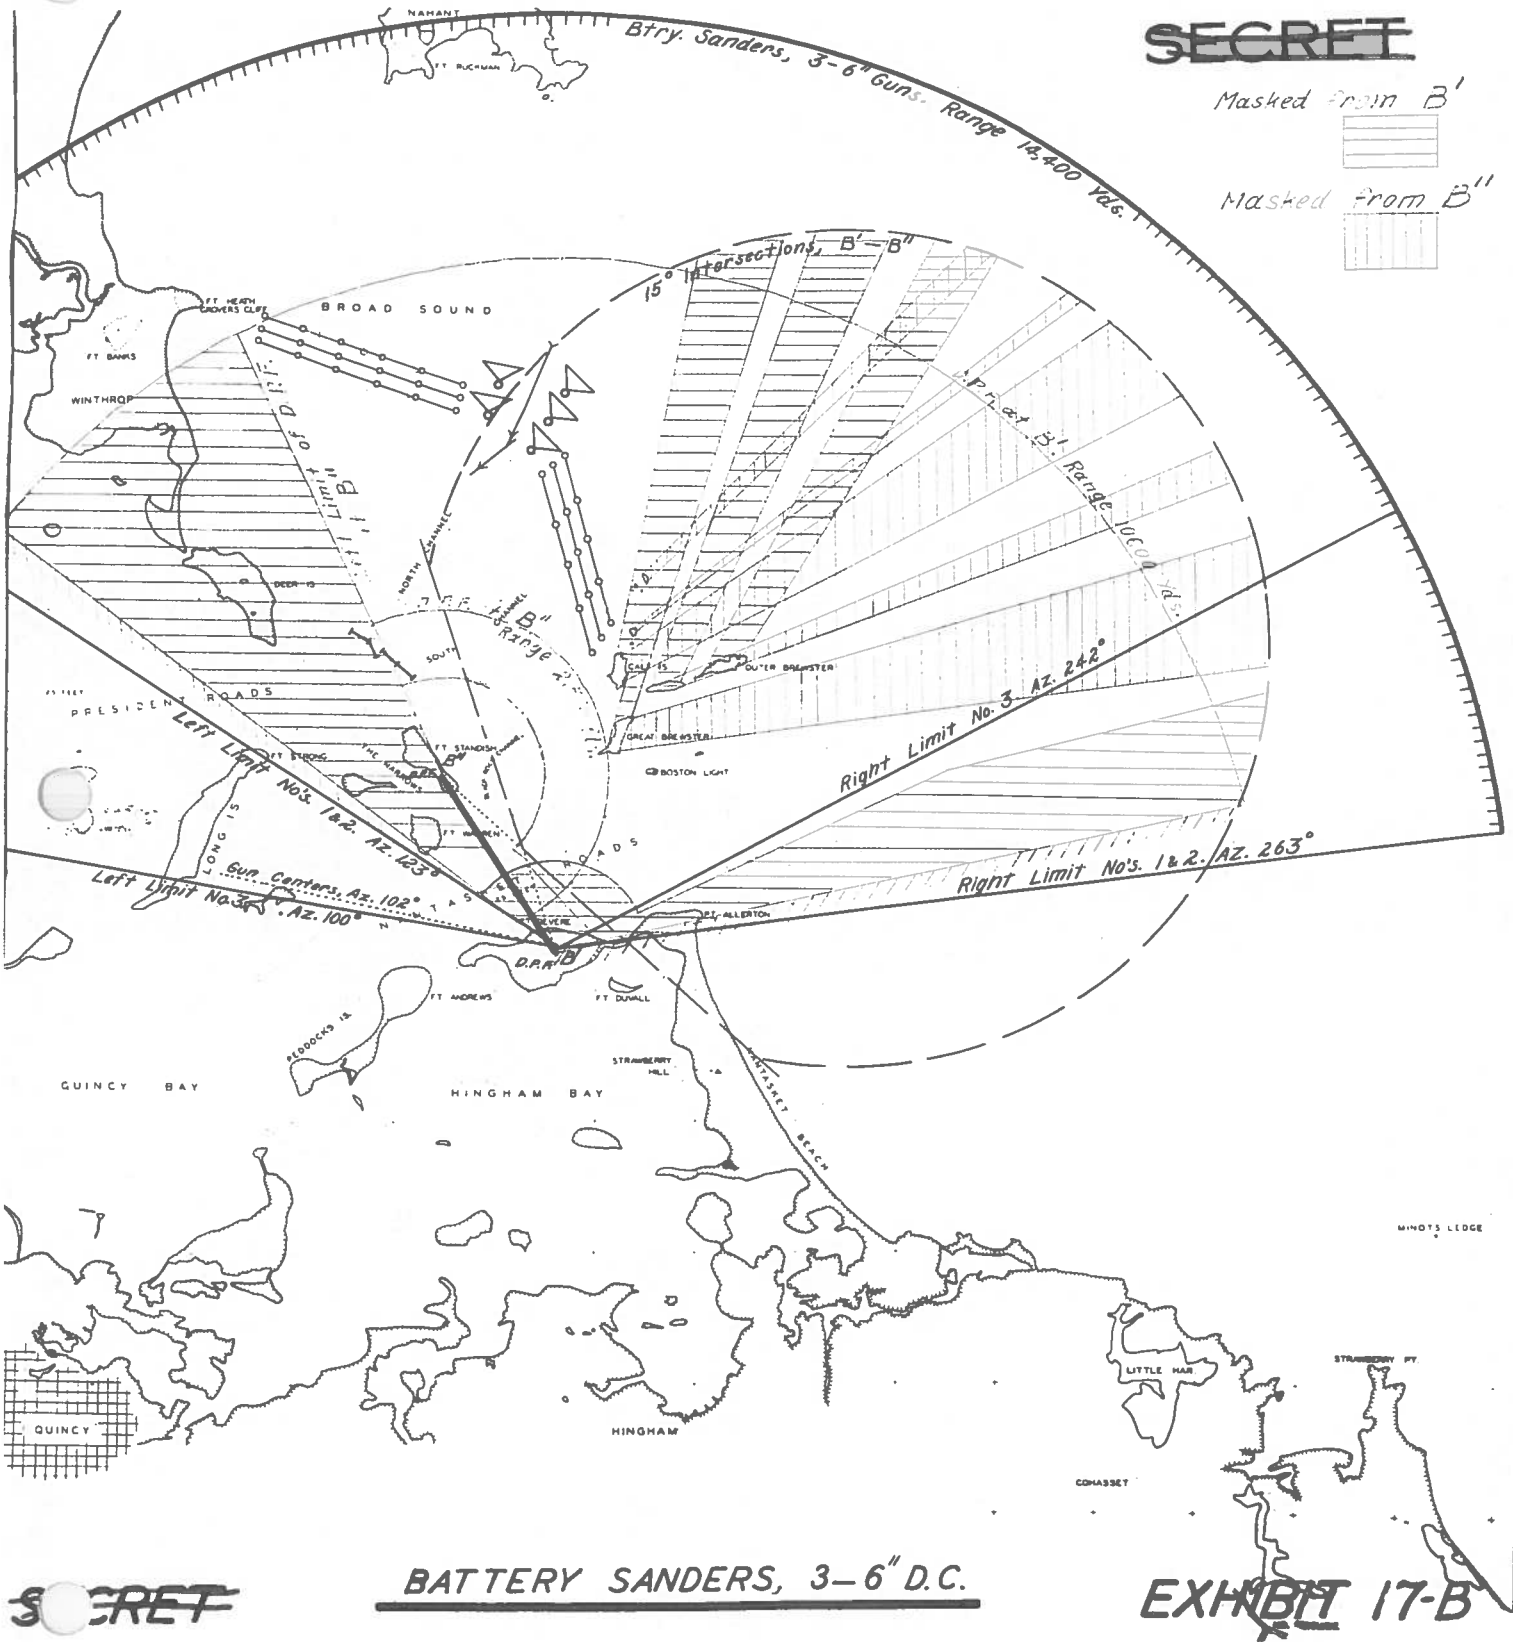 SECRET
NAHANT
FT RUCKMAN
Btry. Sanders, 3-6" Guns. Range 14,400 Yds.
Masked from B'
Masked from B"
15° Intersections, B'-B"
FT HEATH
GROVERS CLIFF
BROAD SOUND
FT BANKS
WINTHROP
Limit of D.P.F.
B"
D.P.F. at B'. Range 10000 Yds.
NORTH CHANNEL
DEER IS
B"
Range
SOUTH CHANNEL
CALF IS
OUTER BREWSTER
PRESIDENT ROADS
Left Limit No's. 1 & 2. AZ. 123°
Right Limit No. 3 AZ. 242°
GREAT BREWSTER
FT STANDISH
B"
THE NARROWS
FT STRONG
BOSTON LIGHT
LONG IS
FT WARREN
ROADS
Gun Centers, AZ. 102°
Left Limit No. 3. AZ. 100°
Right Limit No's. 1 & 2. AZ. 263°
FT REVERE
PT. ALLERTON
D.P.F. B'
FT ANDREWS
FT DUVALL
PEDDOCKS IS.
STRAWBERRY
HILL
QUINCY BAY
HINGHAM BAY
NANTASKET BEACH
MINOTS LEDGE
STRAWBERRY PT.
LITTLE HAR
QUINCY
HINGHAM
COHASSET
SECRET
BATTERY SANDERS, 3-6" D.C.
EXHIBIT 17-B